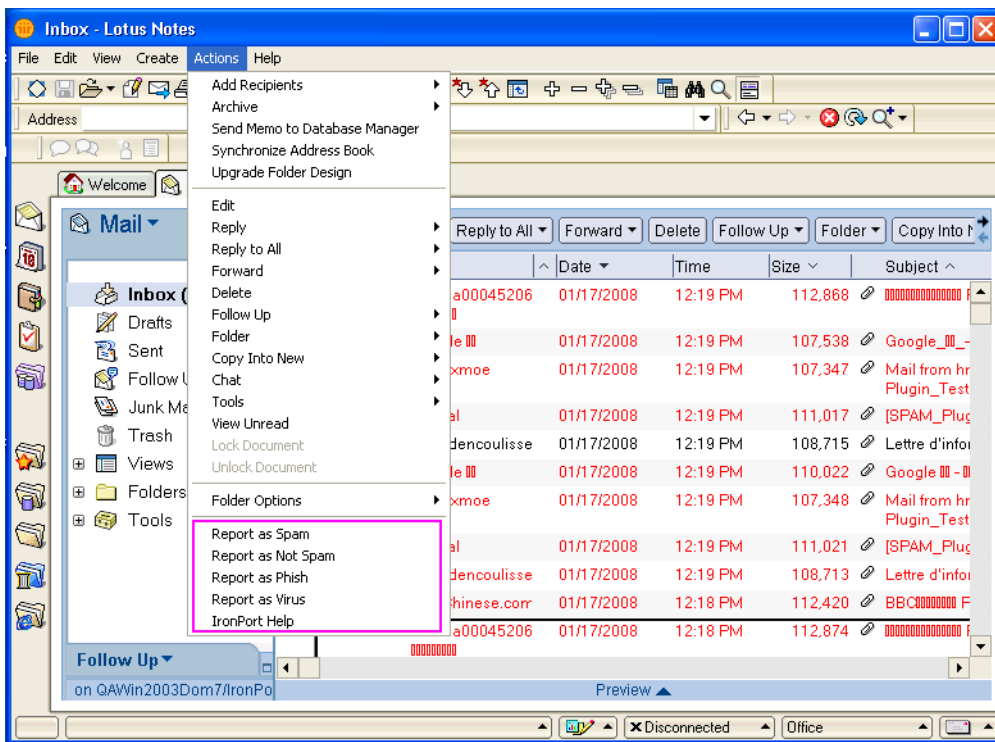 Inbox - Lotus Notes
File Edit View Create Actions Help
Address
Welcome
Mail
Reply to All Forward Delete Follow Up Folder Copy Into
Date Time Size Subject
Inbox (
Drafts
Sent
Follow
Junk
Trash
Views
Folders
Tools
Add Recipients
Archive
Send Memo to Database Manager
Synchronize Address Book
Upgrade Folder Design
Edit
Reply
Reply to All
Forward
Delete
Follow Up
Folder
Copy Into New
Chat
Tools
View Unread
Lock Document
Unlock Document
Folder Options
Report as Spam
Report as Not Spam
Report as Phish
Report as Virus
IronPort Help
a00045206 01/17/2008 12:19 PM 112,868
le 01/17/2008 12:19 PM 107,538 Google_
xmoe 01/17/2008 12:19 PM 107,347 Mail from hr
Plugin_Test
al 01/17/2008 12:19 PM 111,017 [SPAM_Plug
dencoulisse 01/17/2008 12:19 PM 108,715 Lettre d'infor
le 01/17/2008 12:19 PM 110,022 Google -
xmoe 01/17/2008 12:19 PM 107,348 Mail from hr
Plugin_Test
al 01/17/2008 12:19 PM 111,021 [SPAM_Plug
dencoulisse 01/17/2008 12:19 PM 108,713 Lettre d'infor
hinese.com 01/17/2008 12:18 PM 112,420 BBC
a00045206 01/17/2008 12:18 PM 112,874
Follow Up
on QAWin2003Dom7/IronPo
Preview
Disconnected Office